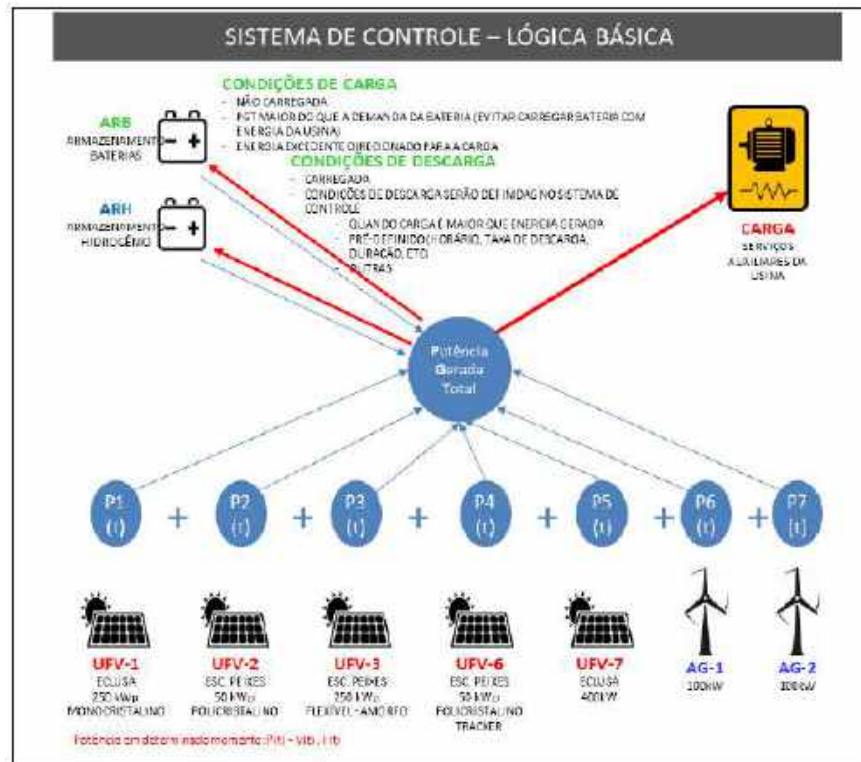 SISTEMA DE CONTROLE – LÓGICA BÁSICA
CONDIÇÕES DE CARGA
- NÃO CARREGADA
- PGT MAIOR DO QUE A DEMANDA DA BATERIA (EVITAR CARREGAR BATERIA COM
ENERGIA DA USINA)
- ENERGIA EXCEDENTE DIRECIONADO PARA A CARGA
CONDIÇÕES DE DESCARGA
- CARREGADA
- CONDIÇÕES DE DESCARGA SERÃO DEFINIDAS NO SISTEMA DE
CONTROLE
- QUANDO CARGA É MAIOR QUE ENERGIA GERADA
- PRÉ-DEFINIDO (HORÁRIO, TAXA DE DESCARGA,
DURAÇÃO, ETC)
- OUTRAS
ARB
ARMAZENAMENTO
BATERIAS
ARH
ARMAZENAMENTO
HIDROGÊNIO
CARGA
SERVIÇOS
AUXILIARES DA
USINA
Potência
Gerada
Total
P1
(t)
+
P2
(t)
+
P3
(t)
+
P4
(t)
+
P5
(t)
+
P6
(t)
+
P7
(t)
UFV-1
ECLUSA
250 kWp
MONOCRISTALINO
UFV-2
ESC. PEIXES
50 kWp
POLICRISTALINO
UFV-3
ESC. PEIXES
250 kWp
FLEXÍVEL - AMORFO
UFV-6
ESC. PEIXES
50 kWp
POLICRISTALINO
TRACKER
UFV-7
ECLUSA
400kW
AG-1
100kW
AG-2
100kW
Potência em determinado momento: P(t) = V(t) . I(t)